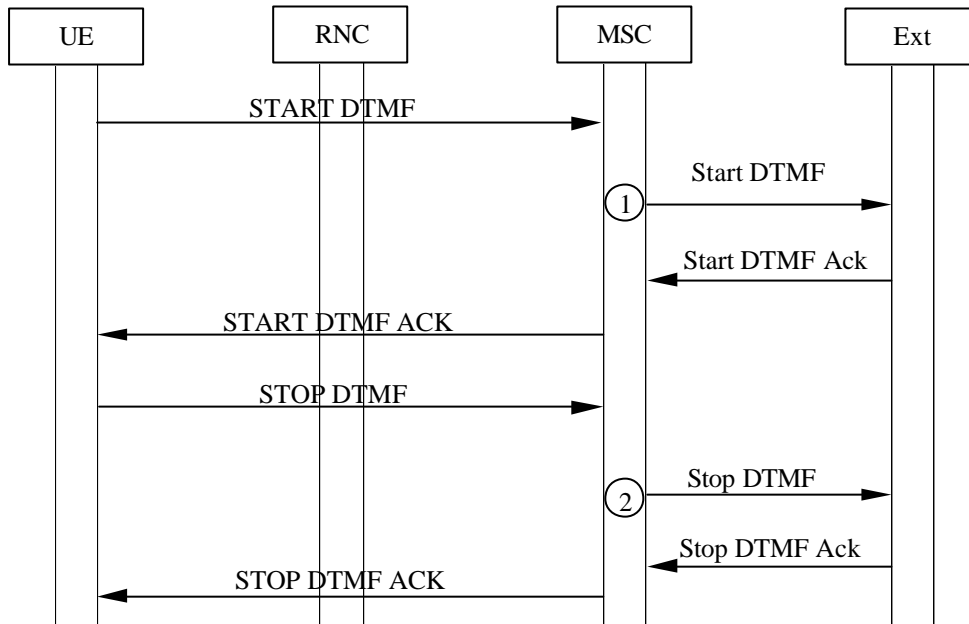 UE
RNC
MSC
Ext
START DTMF
Start DTMF
1
Start DTMF Ack
START DTMF ACK
STOP DTMF
Stop DTMF
2
Stop DTMF Ack
STOP DTMF ACK